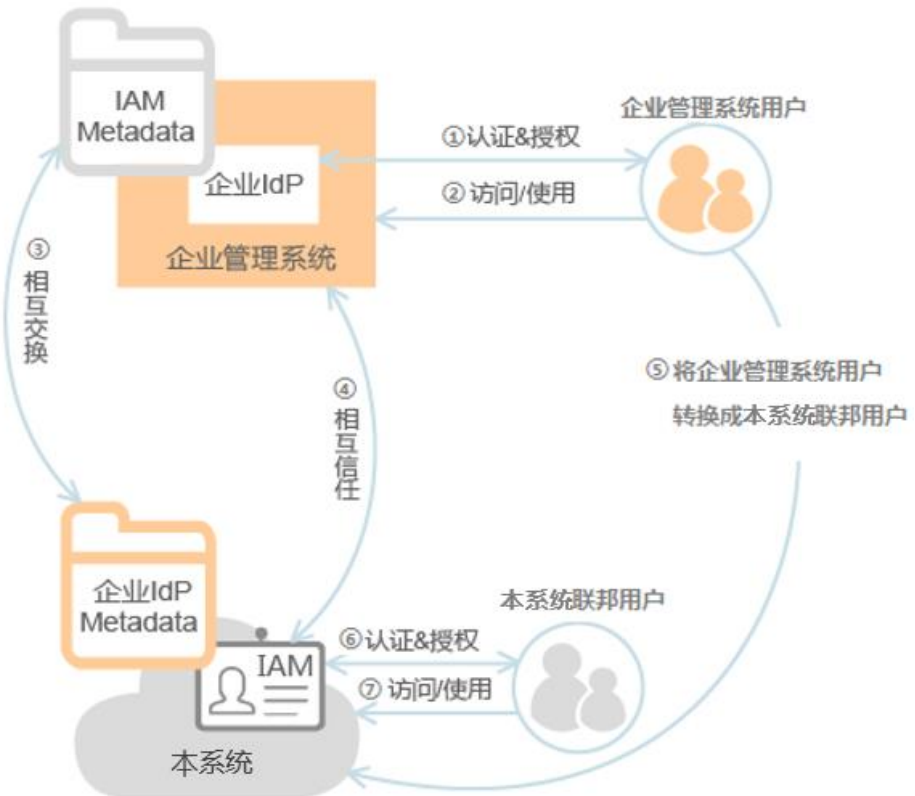 IAM
Metadata
企业IdP
企业管理系统
企业管理系统用户
①认证&授权
② 访问/使用
③
相互交换
④
相互信任
⑤ 将企业管理系统用户
转换成本系统联邦用户
企业IdP
Metadata
IAM
本系统
本系统联邦用户
⑥认证&授权
⑦ 访问/使用